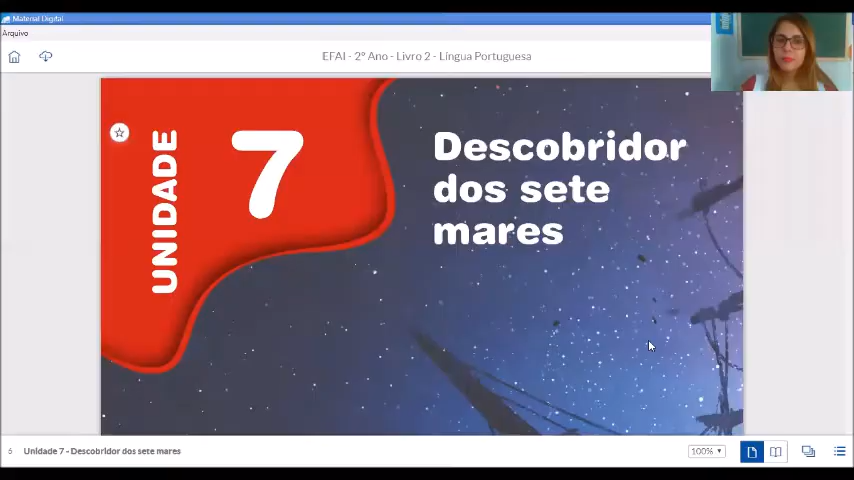 Material Digital
Arquivo
EFAI - 2º Ano - Livro 2 - Língua Portuguesa
UNIDADE
7
Descobridor
dos sete
mares
6
Unidade 7 - Descobridor dos sete mares
100%